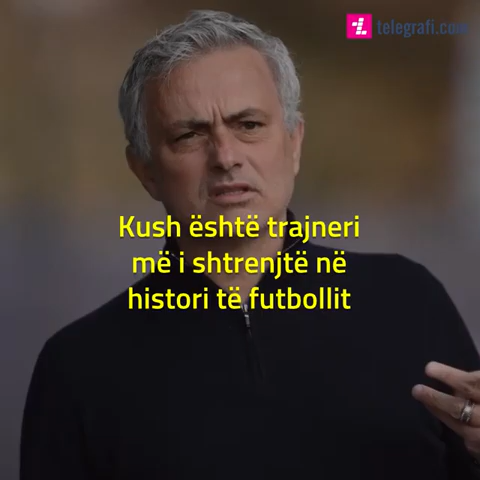 telegrafi.com
Kush është trajneri
më i shtrenjtë në
histori të futbollit